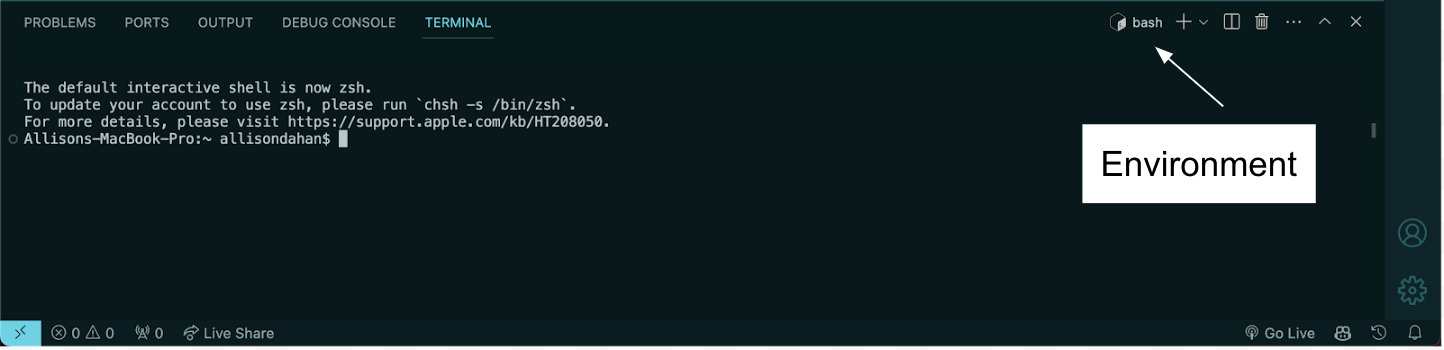 PROBLEMS PORTS OUTPUT DEBUG CONSOLE TERMINAL bash
The default interactive shell is now zsh.
To update your account to use zsh, please run `chsh -s /bin/zsh`.
For more details, please visit https://support.apple.com/kb/HT208050.
Allisons-MacBook-Pro:~ allisondahan$
Environment
0 0 0 Live Share Go Live